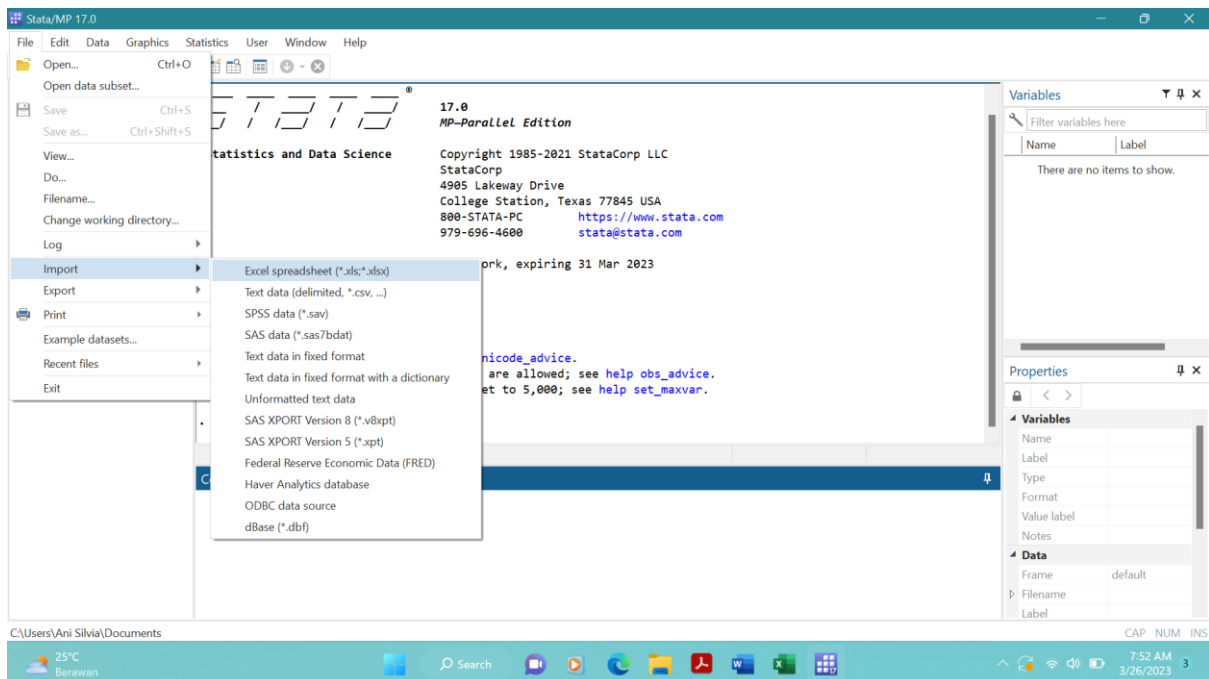 Stata/MP 17.0
File Edit Data Graphics Statistics User Window Help
Open... Ctrl+O
Open data subset...
Save Ctrl+S
Save as... Ctrl+Shift+S
View...
Do...
Filename...
Change working directory...
Log
Import
Export
Print
Example datasets...
Recent files
Exit
Excel spreadsheet (*.xls;*.xlsx)
Text data (delimited, *.csv, ...)
SPSS data (*.sav)
SAS data (*.sas7bdat)
Text data in fixed format
Text data in fixed format with a dictionary
Unformatted text data
SAS XPORT Version 8 (*.v8xpt)
SAS XPORT Version 5 (*.xpt)
Federal Reserve Economic Data (FRED)
Haver Analytics database
ODBC data source
dBase (*.dbf)
STATA ® 17.0
MP—Parallel Edition
tatistics and Data Science Copyright 1985-2021 StataCorp LLC
StataCorp
4905 Lakeway Drive
College Station, Texas 77845 USA
800-STATA-PC https://www.stata.com
979-696-4600 stata@stata.com
ork, expiring 31 Mar 2023
nicode_advice.
are allowed; see help obs_advice.
et to 5,000; see help set_maxvar.
.
C
Variables
Filter variables here
Name Label
There are no items to show.
Properties
Variables
Name
Label
Type
Format
Value label
Notes
Data
Frame default
Filename
Label
C:\Users\Ani Silvia\Documents CAP NUM INS
25°C
Berawan
Search
17
7:52 AM
3/26/2023
3